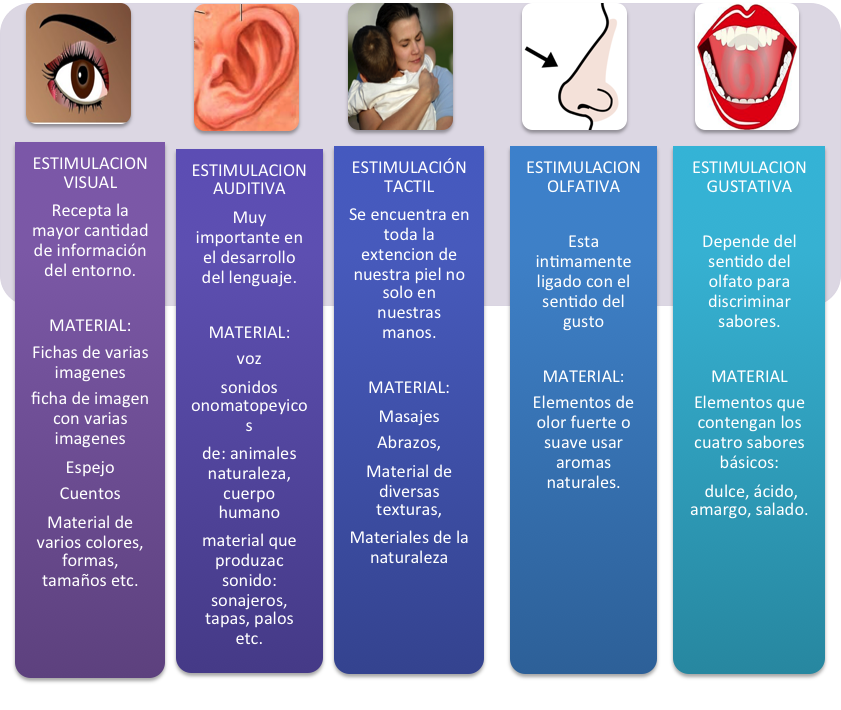 ESTIMULACION
VISUAL
Recepta la
mayor cantidad
de información
del entorno.
MATERIAL:
Fichas de varias
imagenes
ficha de imagen
con varias
imagenes
Espejo
Cuentos
Material de
varios colores,
formas,
tamaños etc.
ESTIMULACION
AUDITIVA
Muy
importante en
el desarrollo
del lenguaje.
MATERIAL:
voz
sonidos
onomatopeyico
s
de: animales
naturaleza,
cuerpo
humano
material que
produzac
sonido:
sonajeros,
tapas, palos
etc.
ESTIMULACIÓN
TACTIL
Se encuentra en
toda la
extencion de
nuestra piel no
solo en
nuestras
manos.
MATERIAL:
Masajes
Abrazos,
Material de
diversas
texturas,
Materiales de la
naturaleza
ESTIMULACION
OLFATIVA
Esta
intimamente
ligado con el
sentido del
gusto
MATERIAL:
Elementos de
olor fuerte o
suave usar
aromas
naturales.
ESTIMULACION
GUSTATIVA
Depende del
sentido del
olfato para
discriminar
sabores.
MATERIAL
Elementos que
contengan los
cuatro sabores
básicos:
dulce, ácido,
amargo, salado.